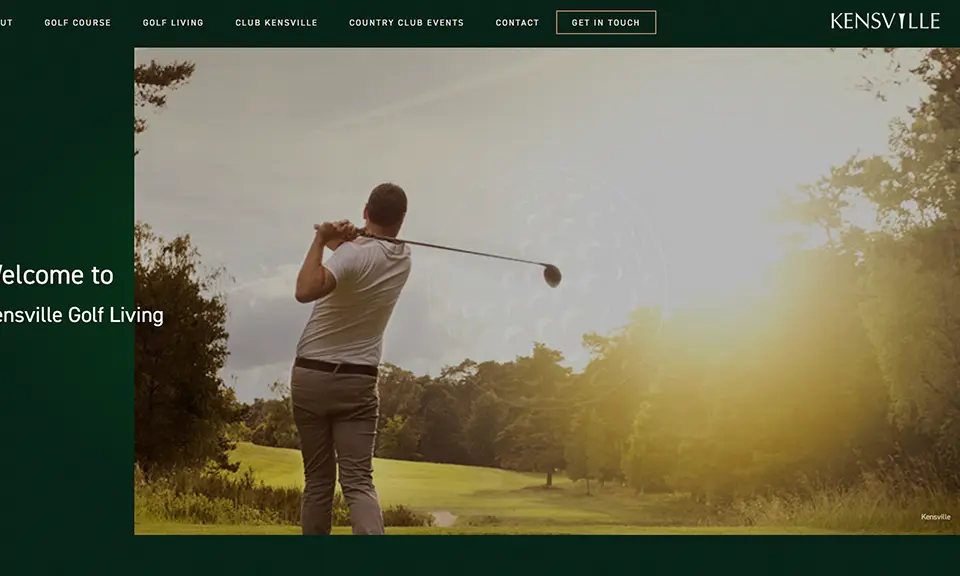 UT
GOLF COURSE
GOLF LIVING
CLUB KENSVILLE
COUNTRY CLUB EVENTS
CONTACT
GET IN TOUCH
KENSVILLE
elcome to
ensville Golf Living
Kensville